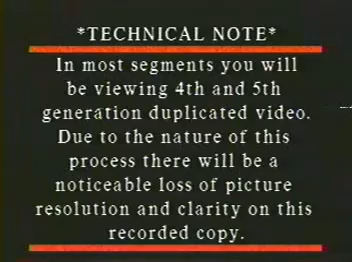 *TECHNICAL NOTE*
In most segments you will
be viewing 4th and 5th
generation duplicated video.
Due to the nature of this
process there will be a
noticeable loss of picture
resolution and clarity on this
recorded copy.